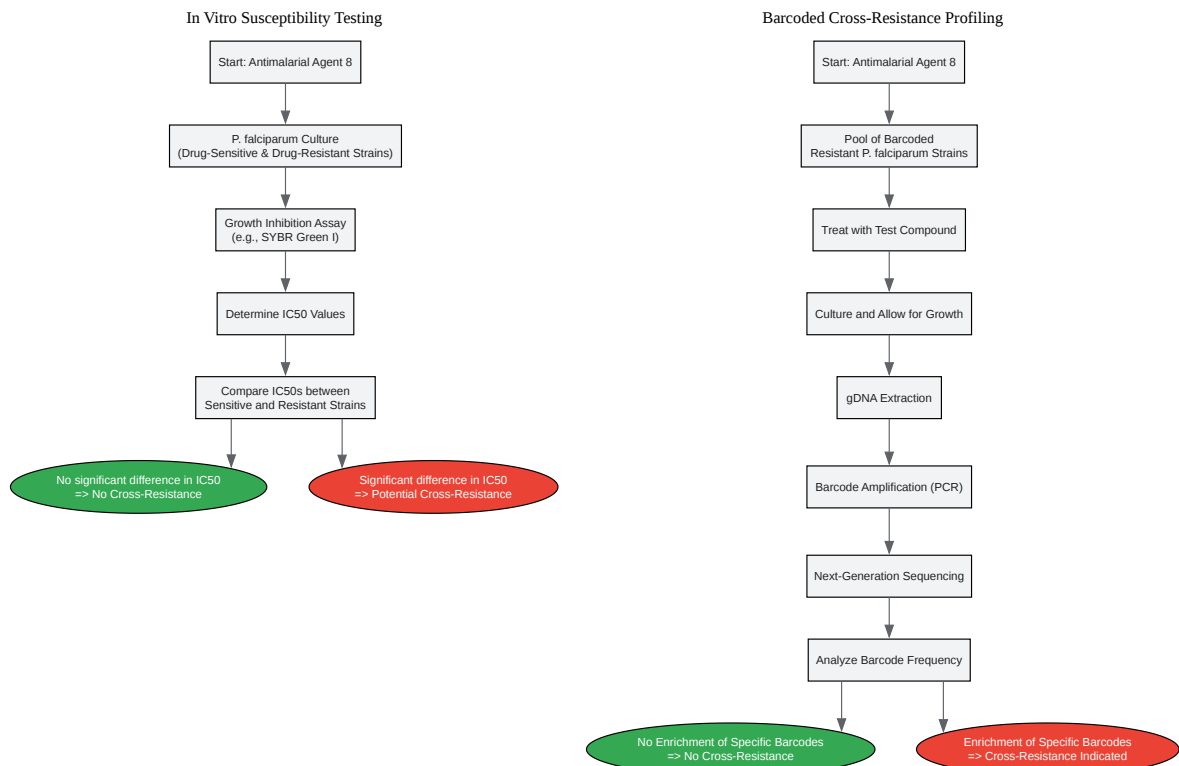 In Vitro Susceptibility Testing
Start: Antimalarial Agent 8
P. falciparum Culture
(Drug-Sensitive & Drug-Resistant Strains)
Growth Inhibition Assay
(e.g., SYBR Green I)
Determine IC50 Values
Compare IC50s between
Sensitive and Resistant Strains
No significant difference in IC50
=> No Cross-Resistance
Significant difference in IC50
=> Potential Cross-Resistance
Barcoded Cross-Resistance Profiling
Start: Antimalarial Agent 8
Pool of Barcoded
Resistant P. falciparum Strains
Treat with Test Compound
Culture and Allow for Growth
gDNA Extraction
Barcode Amplification (PCR)
Next-Generation Sequencing
Analyze Barcode Frequency
No Enrichment of Specific Barcodes
=> No Cross-Resistance
Enrichment of Specific Barcodes
=> Cross-Resistance Indicated